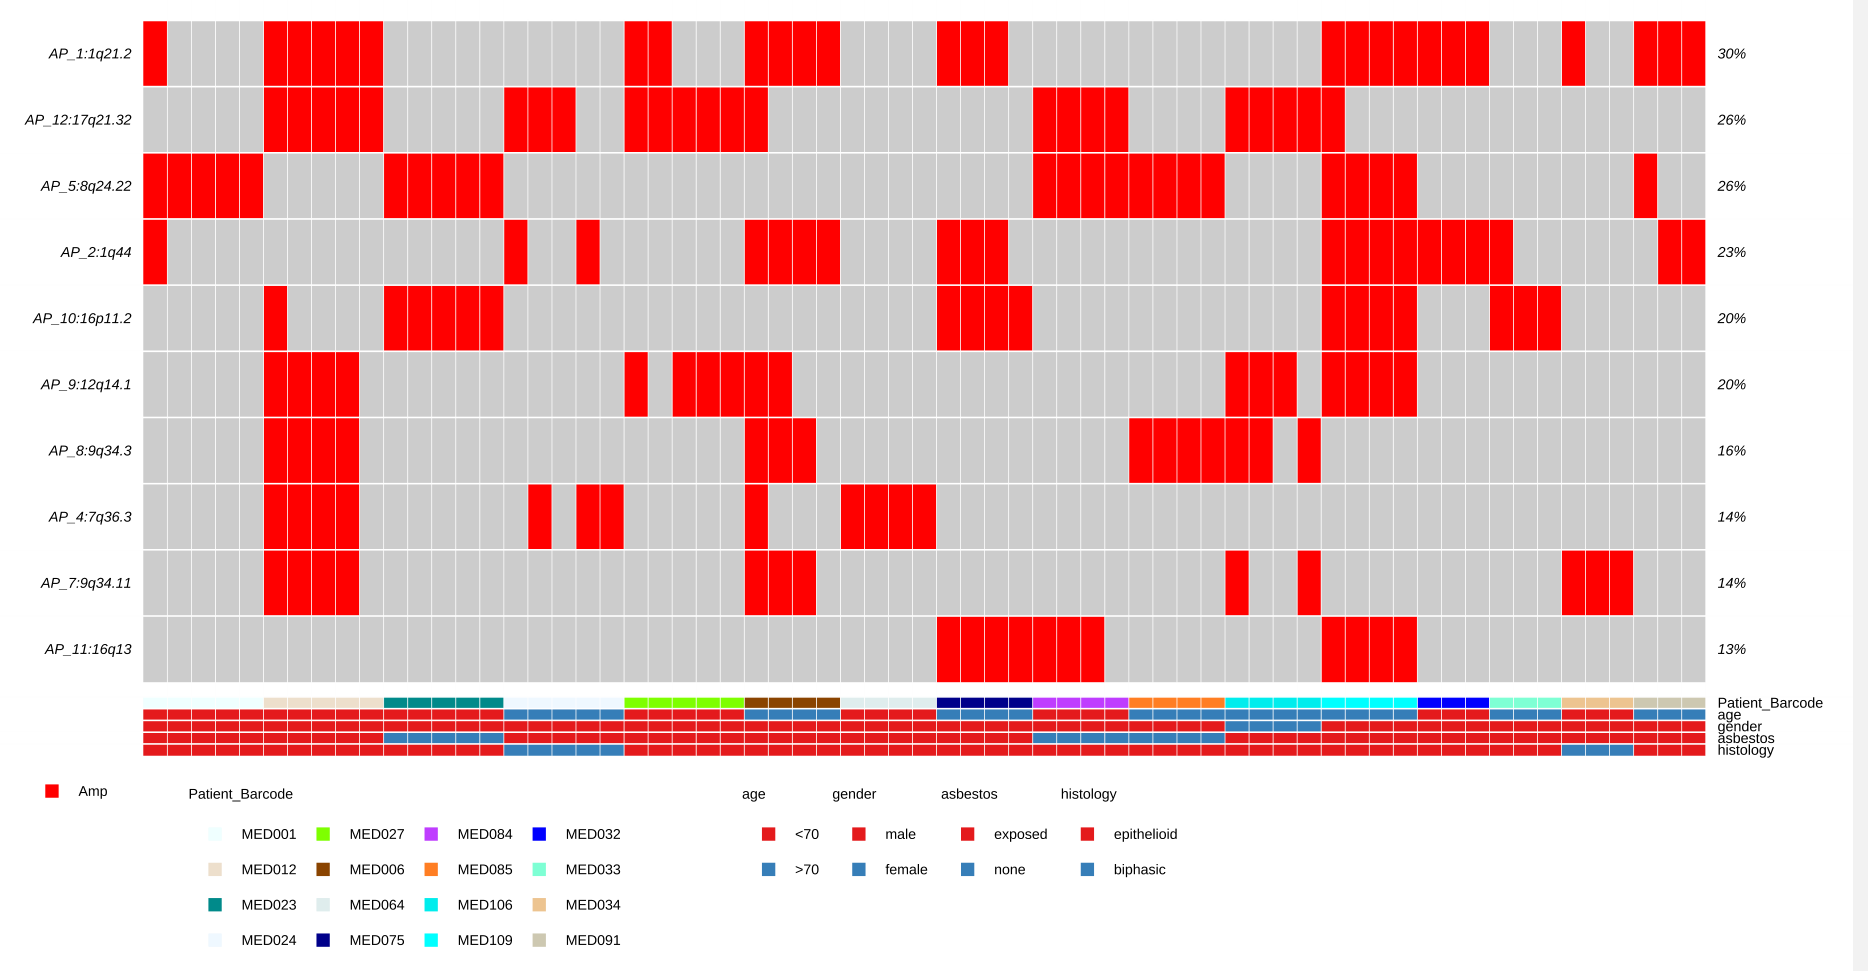 AP_1:1q21.2 30%
AP_12:17q21.32 26%
AP_5:8q24.22 26%
AP_2:1q44 23%
AP_10:16p11.2 20%
AP_9:12q14.1 20%
AP_8:9q34.3 16%
AP_4:7q36.3 14%
AP_7:9q34.11 14%
AP_11:16q13 13%
Patient_Barcode
age
gender
asbestos
histology
Amp Patient_Barcode age gender asbestos histology
MED001 MED027 MED084 MED032 <70 male exposed epithelioid
MED012 MED006 MED085 MED033 >70 female none biphasic
MED023 MED064 MED106 MED034
MED024 MED075 MED109 MED091